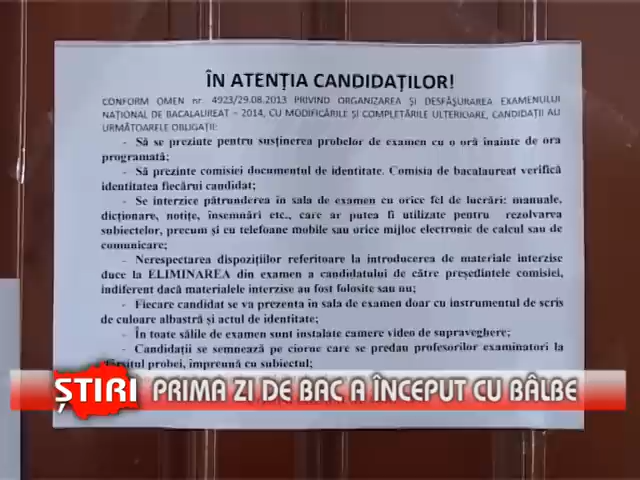 ÎN ATENȚIA CANDIDAȚILOR!
CONFORM OMEN nr. 4923/29.08.2013 PRIVIND ORGANIZAREA ȘI DESFĂȘURAREA EXAMENULUI
NAȚIONAL DE BACALAUREAT – 2014, CU MODIFICĂRILE ȘI COMPLETĂRILE ULTERIOARE, CANDIDAȚII AU
URMĂTOARELE OBLIGAȚII:
- Să se prezinte pentru susținerea probelor de examen cu o oră înainte de ora
programată;
- Să prezinte comisiei documentul de identitate. Comisia de bacalaureat verifică
identitatea fiecărui candidat;
- Se interzice pătrunderea în sala de examen cu orice fel de lucrări: manuale,
dicționare, notițe, însemnări etc., care ar putea fi utilizate pentru rezolvarea
subiectelor, precum și cu telefoane mobile sau orice mijloc electronic de calcul sau de
comunicare;
- Nerespectarea dispozițiilor referitoare la introducerea de materiale interzise
duce la ELIMINAREA din examen a candidatului de către președintele comisiei,
indiferent dacă materialele interzise au fost folosite sau nu;
- Fiecare candidat se va prezenta în sala de examen doar cu instrumentul de scris
de culoare albastră și actul de identitate;
- În toate sălile de examen sunt instalate camere video de supraveghere;
- Candidații se semnează pe ciorne care se predau profesorilor examinatori la
sfârșitul probei, împreună cu subiectul;
ȘTIRI PRIMA ZI DE BAC A ÎNCEPUT CU BÂLBE